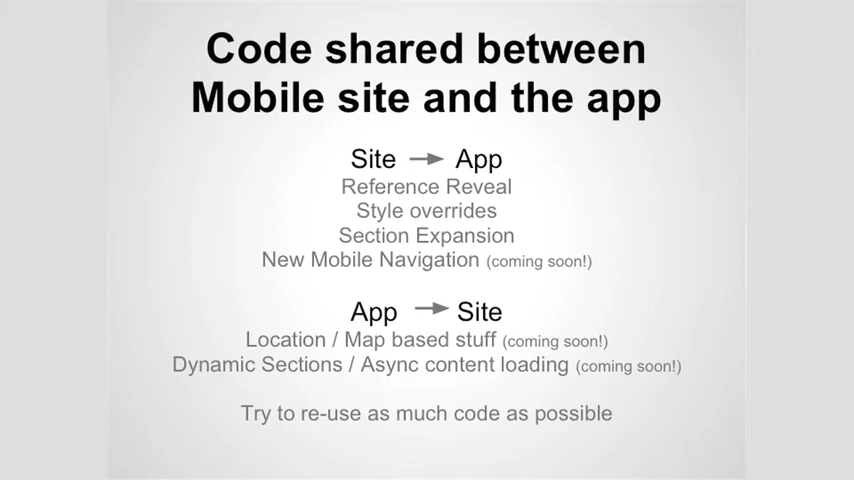 Code shared between
Mobile site and the app
Site → App
Reference Reveal
Style overrides
Section Expansion
New Mobile Navigation (coming soon!)
App → Site
Location / Map based stuff (coming soon!)
Dynamic Sections / Async content loading (coming soon!)
Try to re-use as much code as possible